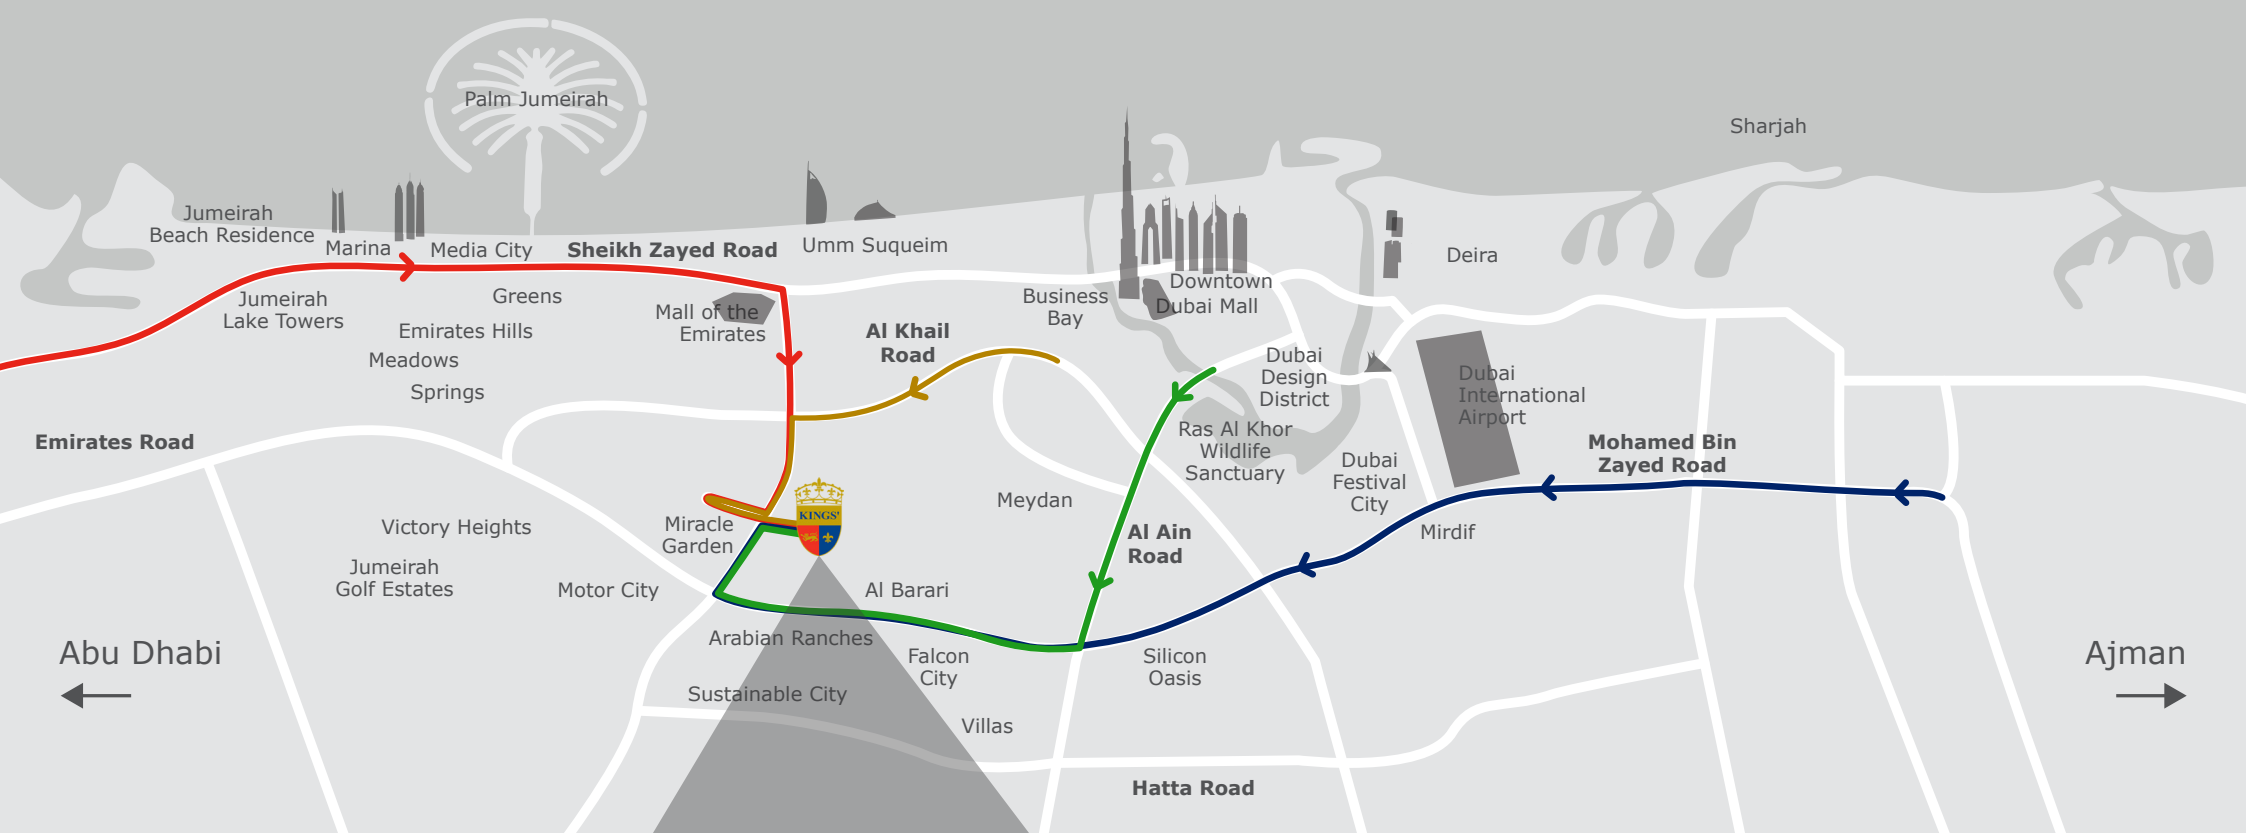 Palm Jumeirah
Sharjah
Jumeirah
Beach Residence
Marina
Media City
Sheikh Zayed Road
Umm Suqueim
Deira
Jumeirah
Lake Towers
Greens
Emirates Hills
Meadows
Springs
Mall of the
Emirates
Al Khail
Road
Business
Bay
Downtown
Dubai Mall
Dubai
Design
District
Dubai
International
Airport
Emirates Road
Ras Al Khor
Wildlife
Sanctuary
Dubai
Festival
City
Mohamed Bin
Zayed Road
Victory Heights
Miracle
Garden
KINGS'
Meydan
Al Ain
Road
Mirdif
Jumeirah
Golf Estates
Motor City
Al Barari
Abu Dhabi
Arabian Ranches
Falcon
City
Silicon
Oasis
Ajman
Sustainable City
Villas
Hatta Road